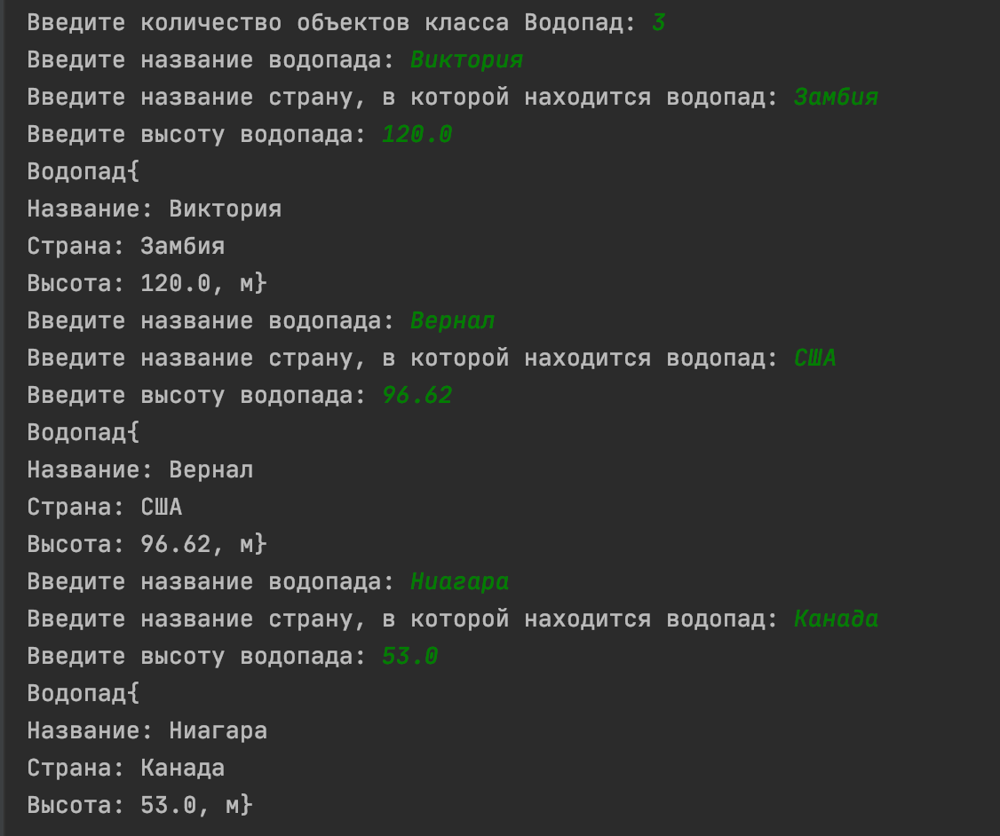 Введите количество объектов класса Водопад: 3
Введите название водопада: Виктория
Введите название страну, в которой находится водопад: Замбия
Введите высоту водопада: 120.0
Водопад{
Название: Виктория
Страна: Замбия
Высота: 120.0, м}
Введите название водопада: Вернал
Введите название страну, в которой находится водопад: США
Введите высоту водопада: 96.62
Водопад{
Название: Вернал
Страна: США
Высота: 96.62, м}
Введите название водопада: Ниагара
Введите название страну, в которой находится водопад: Канада
Введите высоту водопада: 53.0
Водопад{
Название: Ниагара
Страна: Канада
Высота: 53.0, м}